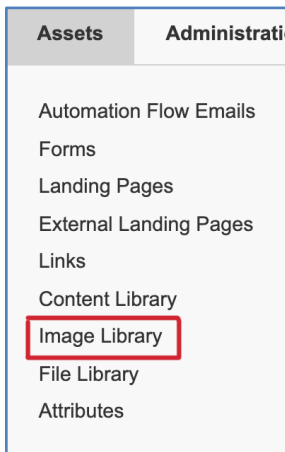 Assets Administrati
Automation Flow Emails
Forms
Landing Pages
External Landing Pages
Links
Content Library
Image Library
File Library
Attributes